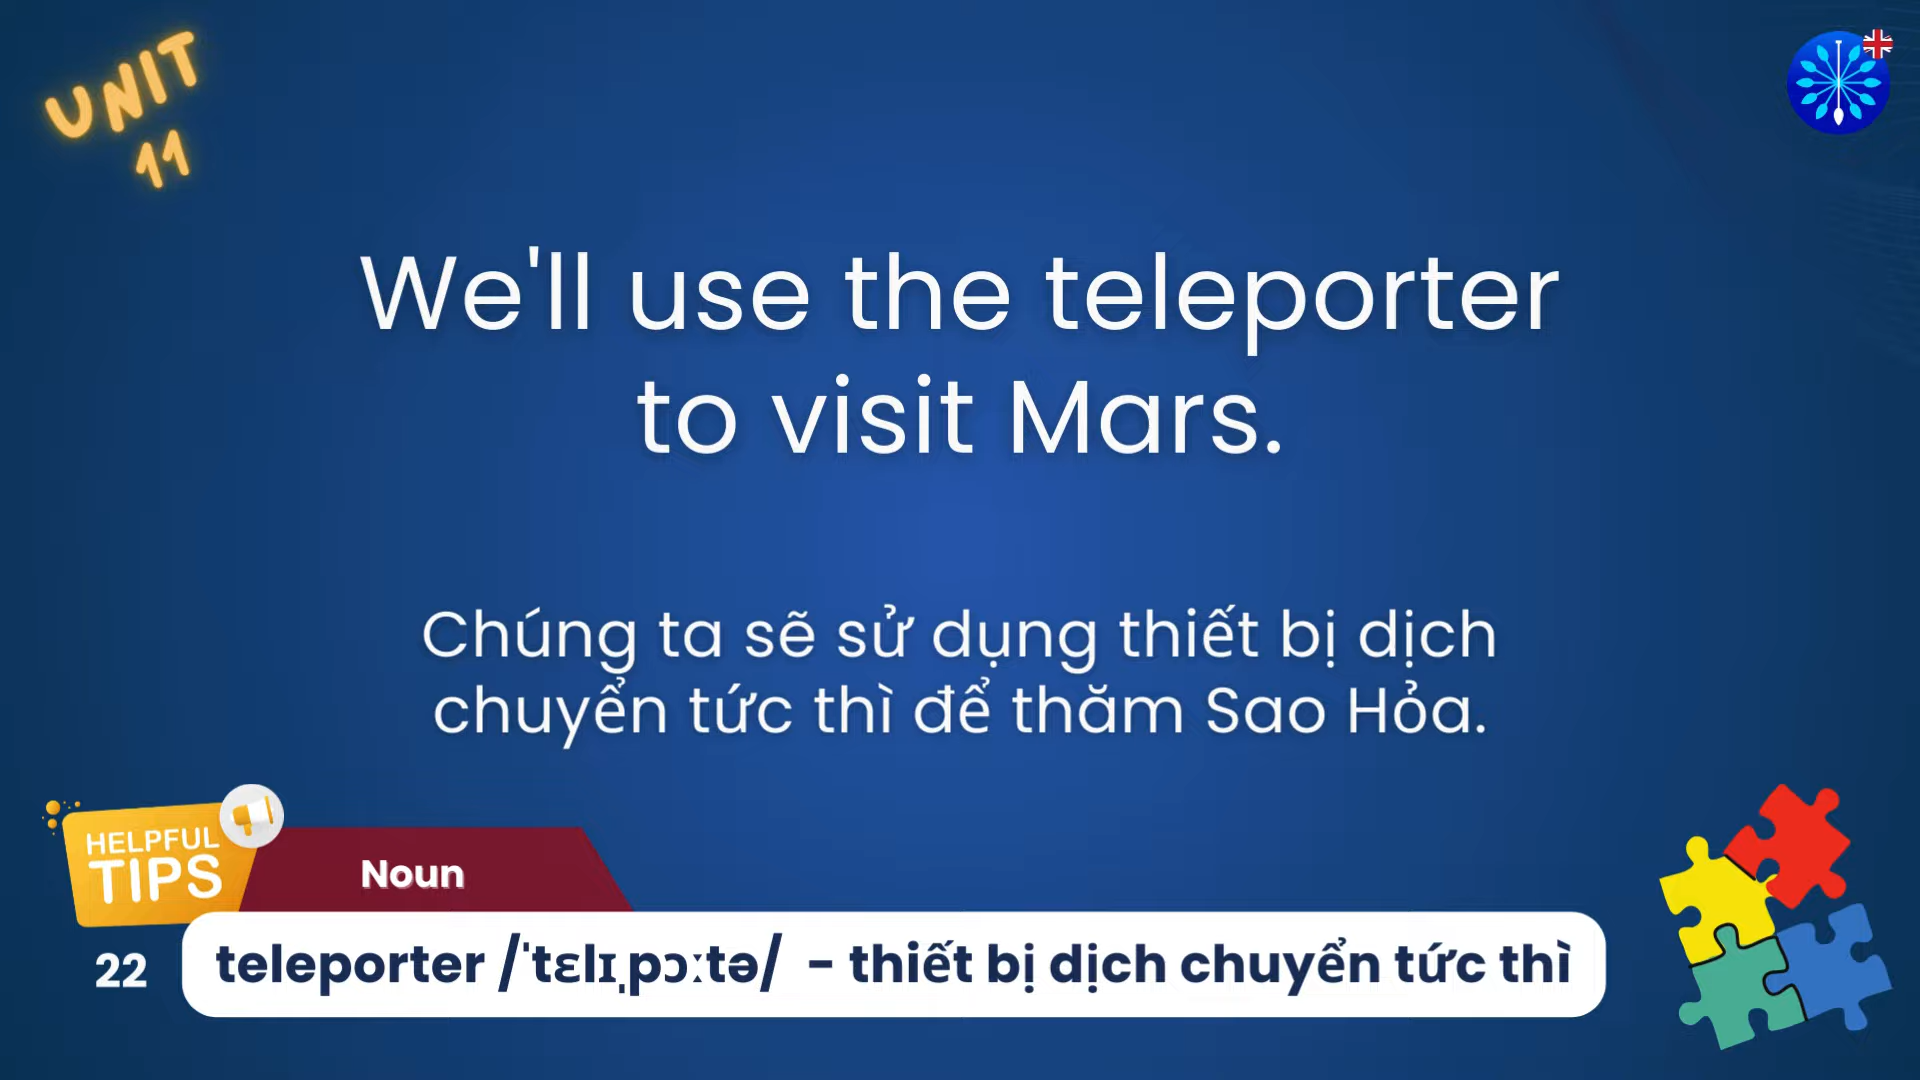 UNIT
11
We'll use the teleporter
to visit Mars.
Chúng ta sẽ sử dụng thiết bị dịch
chuyển tức thì để thăm Sao Hỏa.
HELPFUL
TIPS
Noun
22
teleporter /ˈtɛlɪˌpɔːtə/ - thiết bị dịch chuyển tức thì